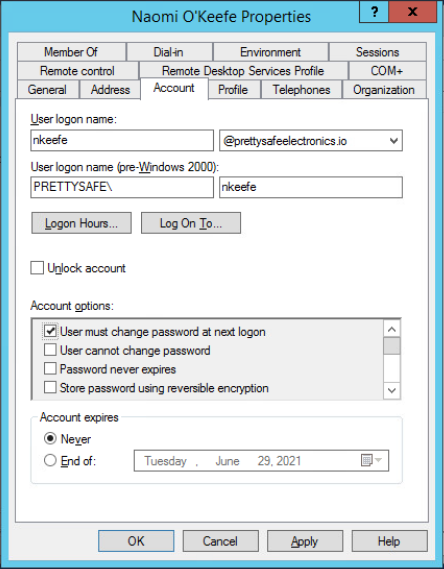 Naomi O'Keefe Properties
? x
Member Of Dial-in Environment Sessions
Remote control Remote Desktop Services Profile COM+
General Address Account Profile Telephones Organization
User logon name:
nkeefe @prettysafeelectronics.io
User logon name (pre-Windows 2000):
PRETTYSAFE\ nkeefe
Logon Hours... Log On To...
Unlock account
Account options:
User must change password at next logon
User cannot change password
Password never expires
Store password using reversible encryption
Account expires
Never
End of: Tuesday , June 29, 2021
OK Cancel Apply Help